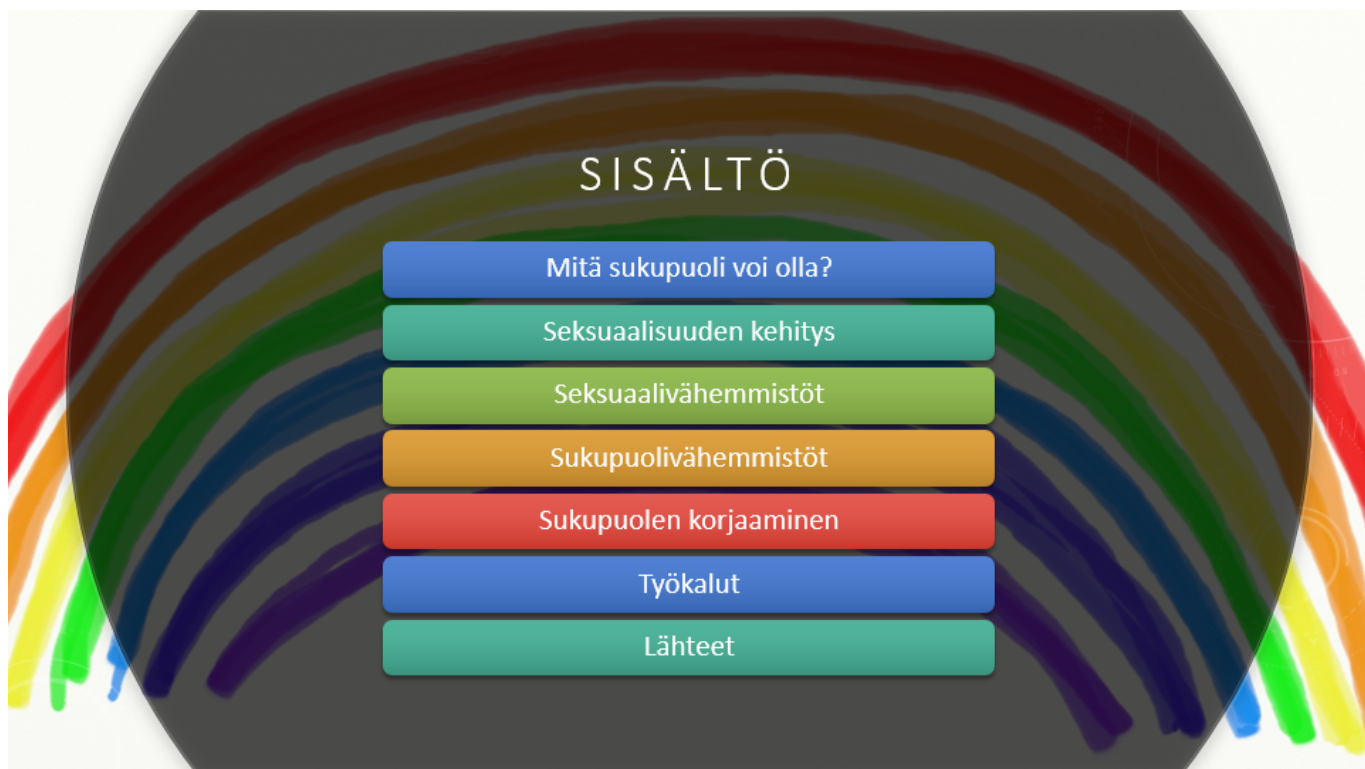 SISÄLTÖ
Mitä sukupuoli voi olla?
Seksuaalisuuden kehitys
Seksuaalivähemmistöt
Sukupuolivähemmistöt
Sukupuolen korjaaminen
Työkalut
Lähteet